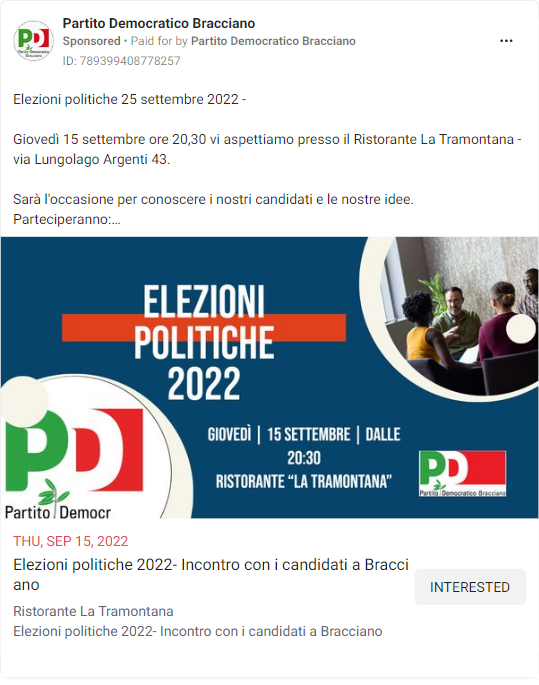 Partito Democratico Bracciano
Sponsored • Paid for by Partito Democratico Bracciano
ID: 789399408778257
Elezioni politiche 25 settembre 2022 -
Giovedì 15 settembre ore 20,30 vi aspettiamo presso il Ristorante La Tramontana -
via Lungolago Argenti 43.
Sarà l'occasione per conoscere i nostri candidati e le nostre idee.
Parteciperanno:...
ELEZIONI
POLITICHE
2022
GIOVEDÌ | 15 SETTEMBRE | DALLE
20:30
RISTORANTE “LA TRAMONTANA”
PD
Partito Democr
PD
Partito Democratico Bracciano
THU, SEP 15, 2022
Elezioni politiche 2022- Incontro con i candidati a Bracci
ano
INTERESTED
Ristorante La Tramontana
Elezioni politiche 2022- Incontro con i candidati a Bracciano